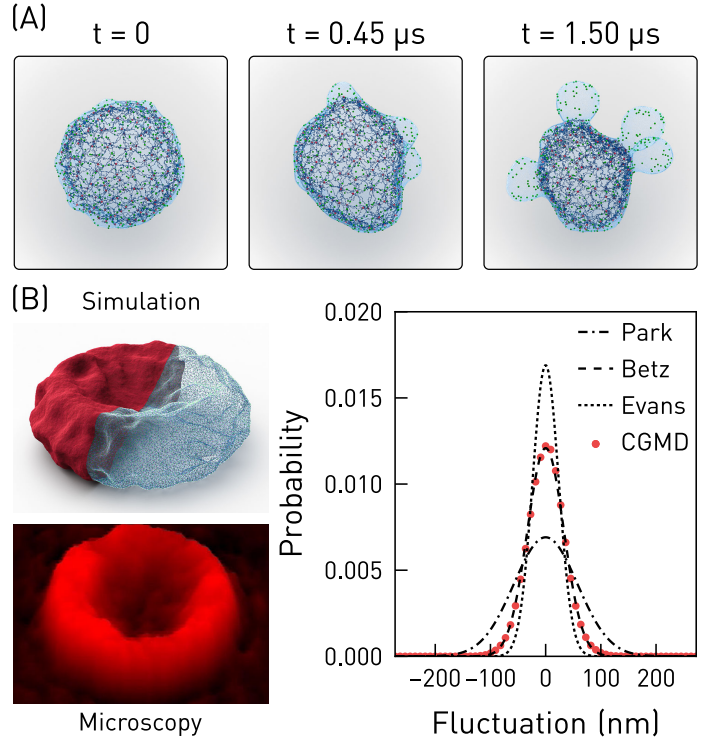 (A)
t = 0
t = 0.45 µs
t = 1.50 µs
(B)
Simulation
Microscopy
Probability
0.020
0.015
0.010
0.005
0.000
Park
Betz
Evans
CGMD
−200
−100
0
100
200
Fluctuation (nm)